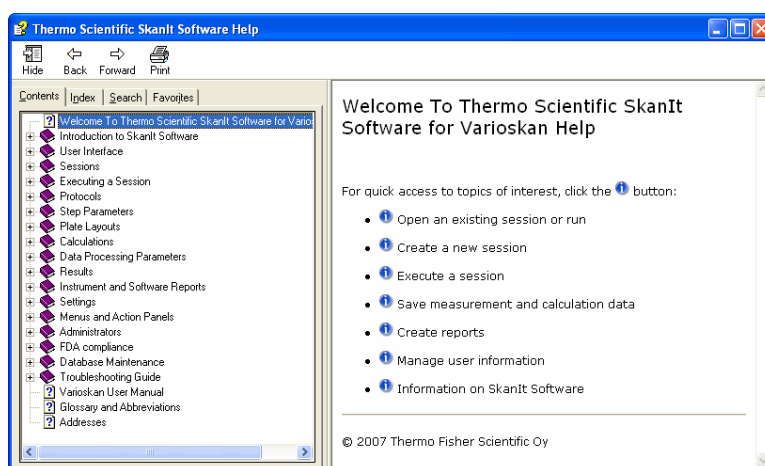 Thermo Scientific SkanIt Software Help
Hide Back Forward Print
Contents Index Search Favorites
Welcome To Thermo Scientific SkanIt Software for Vario
Introduction to SkanIt Software
User Interface
Sessions
Executing a Session
Protocols
Step Parameters
Plate Layouts
Calculations
Data Processing Parameters
Results
Instrument and Software Reports
Settings
Menus and Action Panels
Administrators
FDA compliance
Database Maintenance
Troubleshooting Guide
Varioskan User Manual
Glossary and Abbreviations
Addresses
Welcome To Thermo Scientific SkanIt
Software for Varioskan Help
For quick access to topics of interest, click the button:
Open an existing session or run
Create a new session
Execute a session
Save measurement and calculation data
Create reports
Manage user information
Information on SkanIt Software
© 2007 Thermo Fisher Scientific Oy